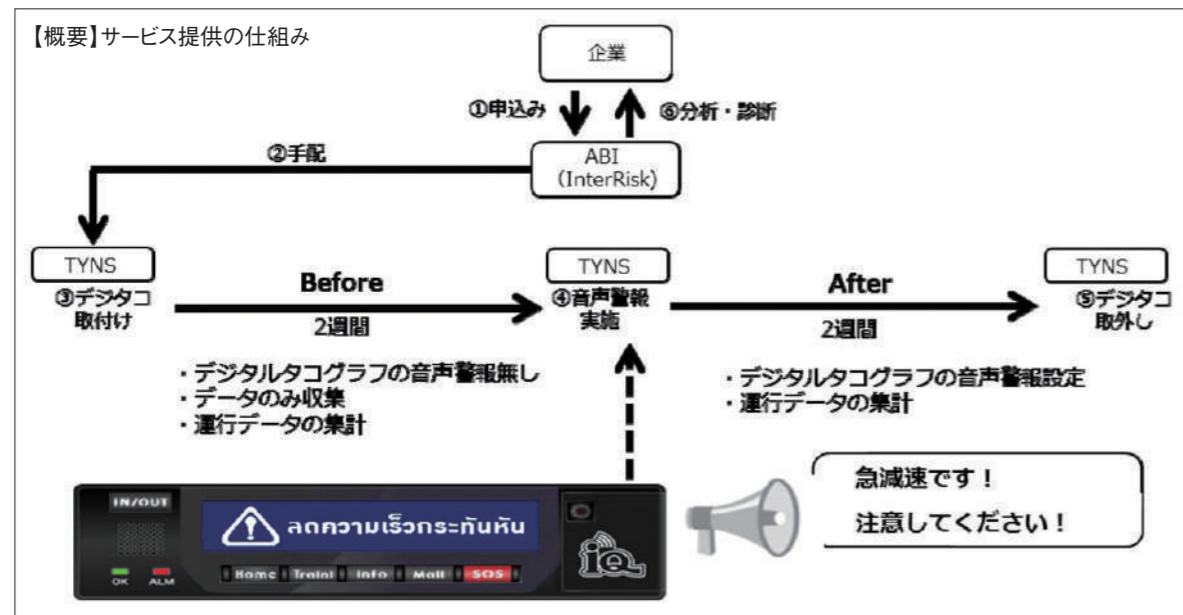 【概要】サービス提供の仕組み
企業
①申込み
⑥分析・診断
②手配
ABI
(InterRisk)
TYNS
③デジタコ
取付け
Before
2週間
TYNS
④音声警報
実施
After
2週間
TYNS
⑤デジタコ
取外し
・デジタルタコグラフの音声警報無し
・データのみ収集
・運行データの集計
・デジタルタコグラフの音声警報設定
・運行データの集計
IN/OUT
ลดความเร็วกระทันหัน
OK
ALM
Home
Traini
Info
Mail
SOS
iQ
急減速です！
注意してください！